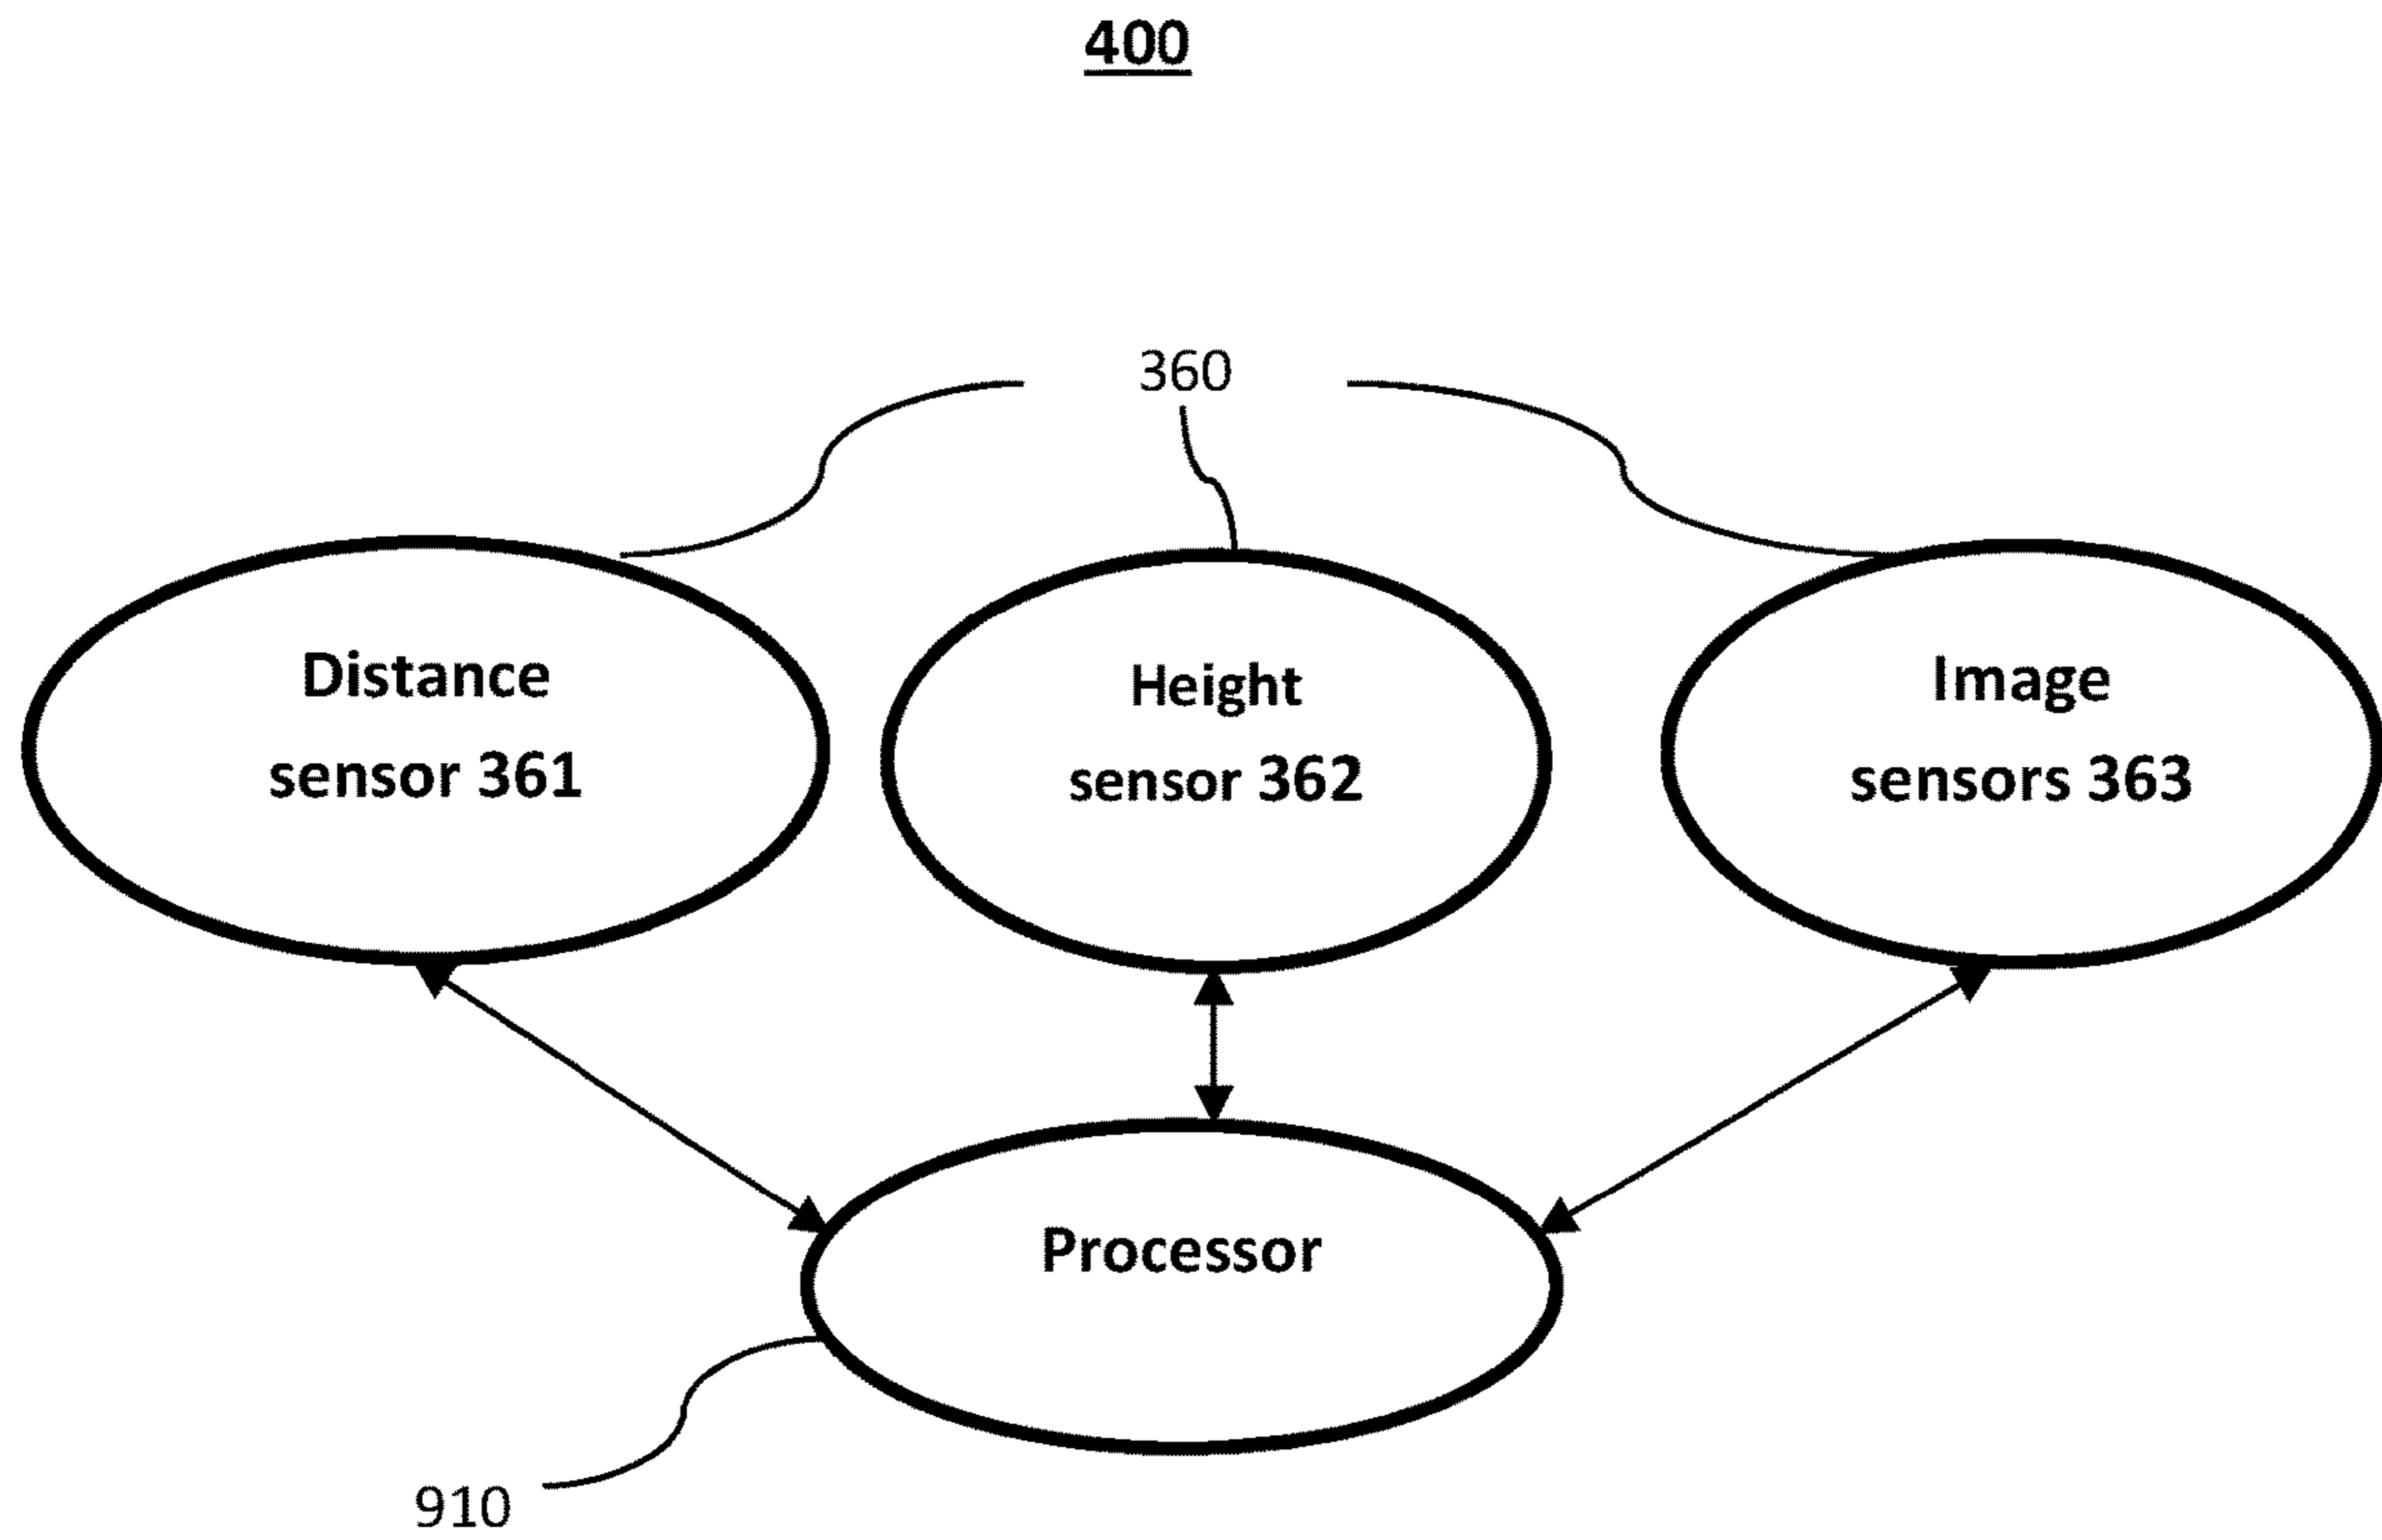 400
360
Distance
sensor 361
Height
sensor 362
Image
sensors 363
Processor
910